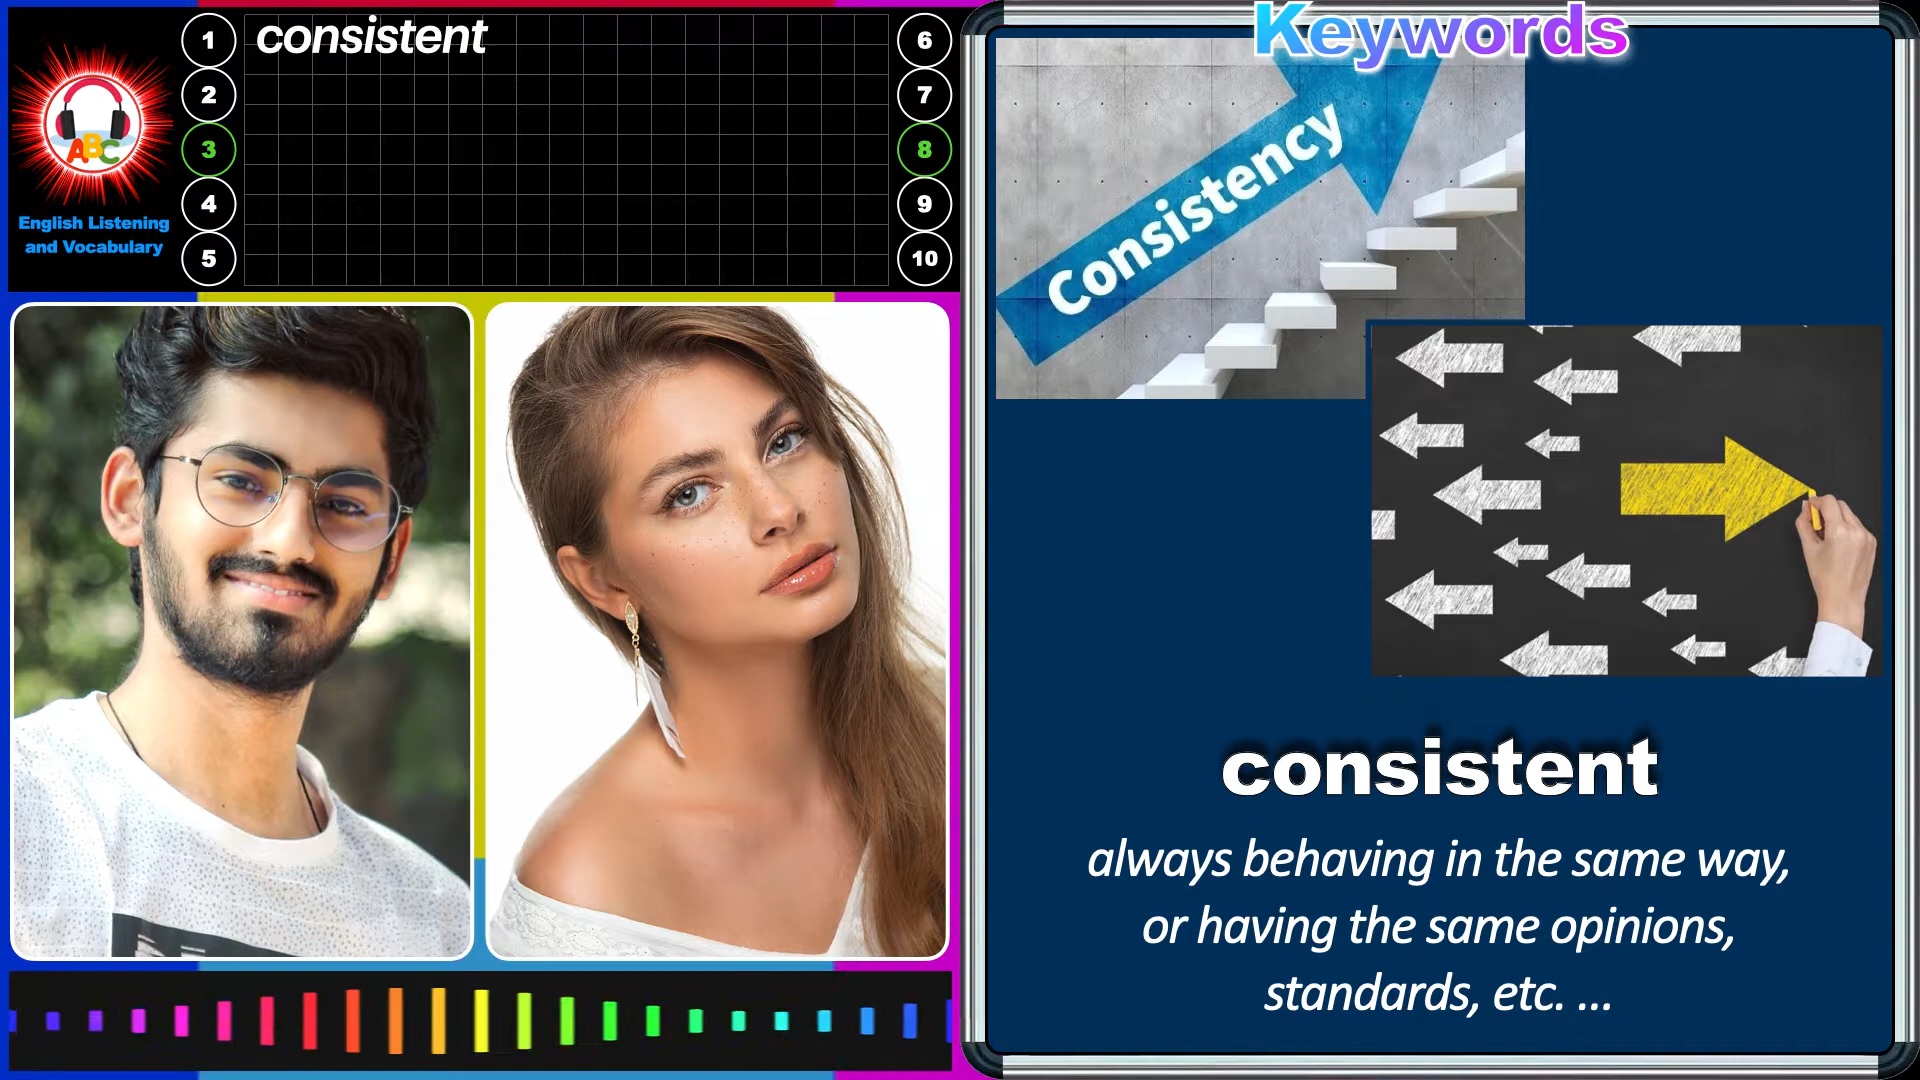 English Listening
and Vocabulary
ABC
1
2
3
4
5
consistent
6
7
8
9
10
Keywords
Consistency
consistent
always behaving in the same way,
or having the same opinions,
standards, etc. ...